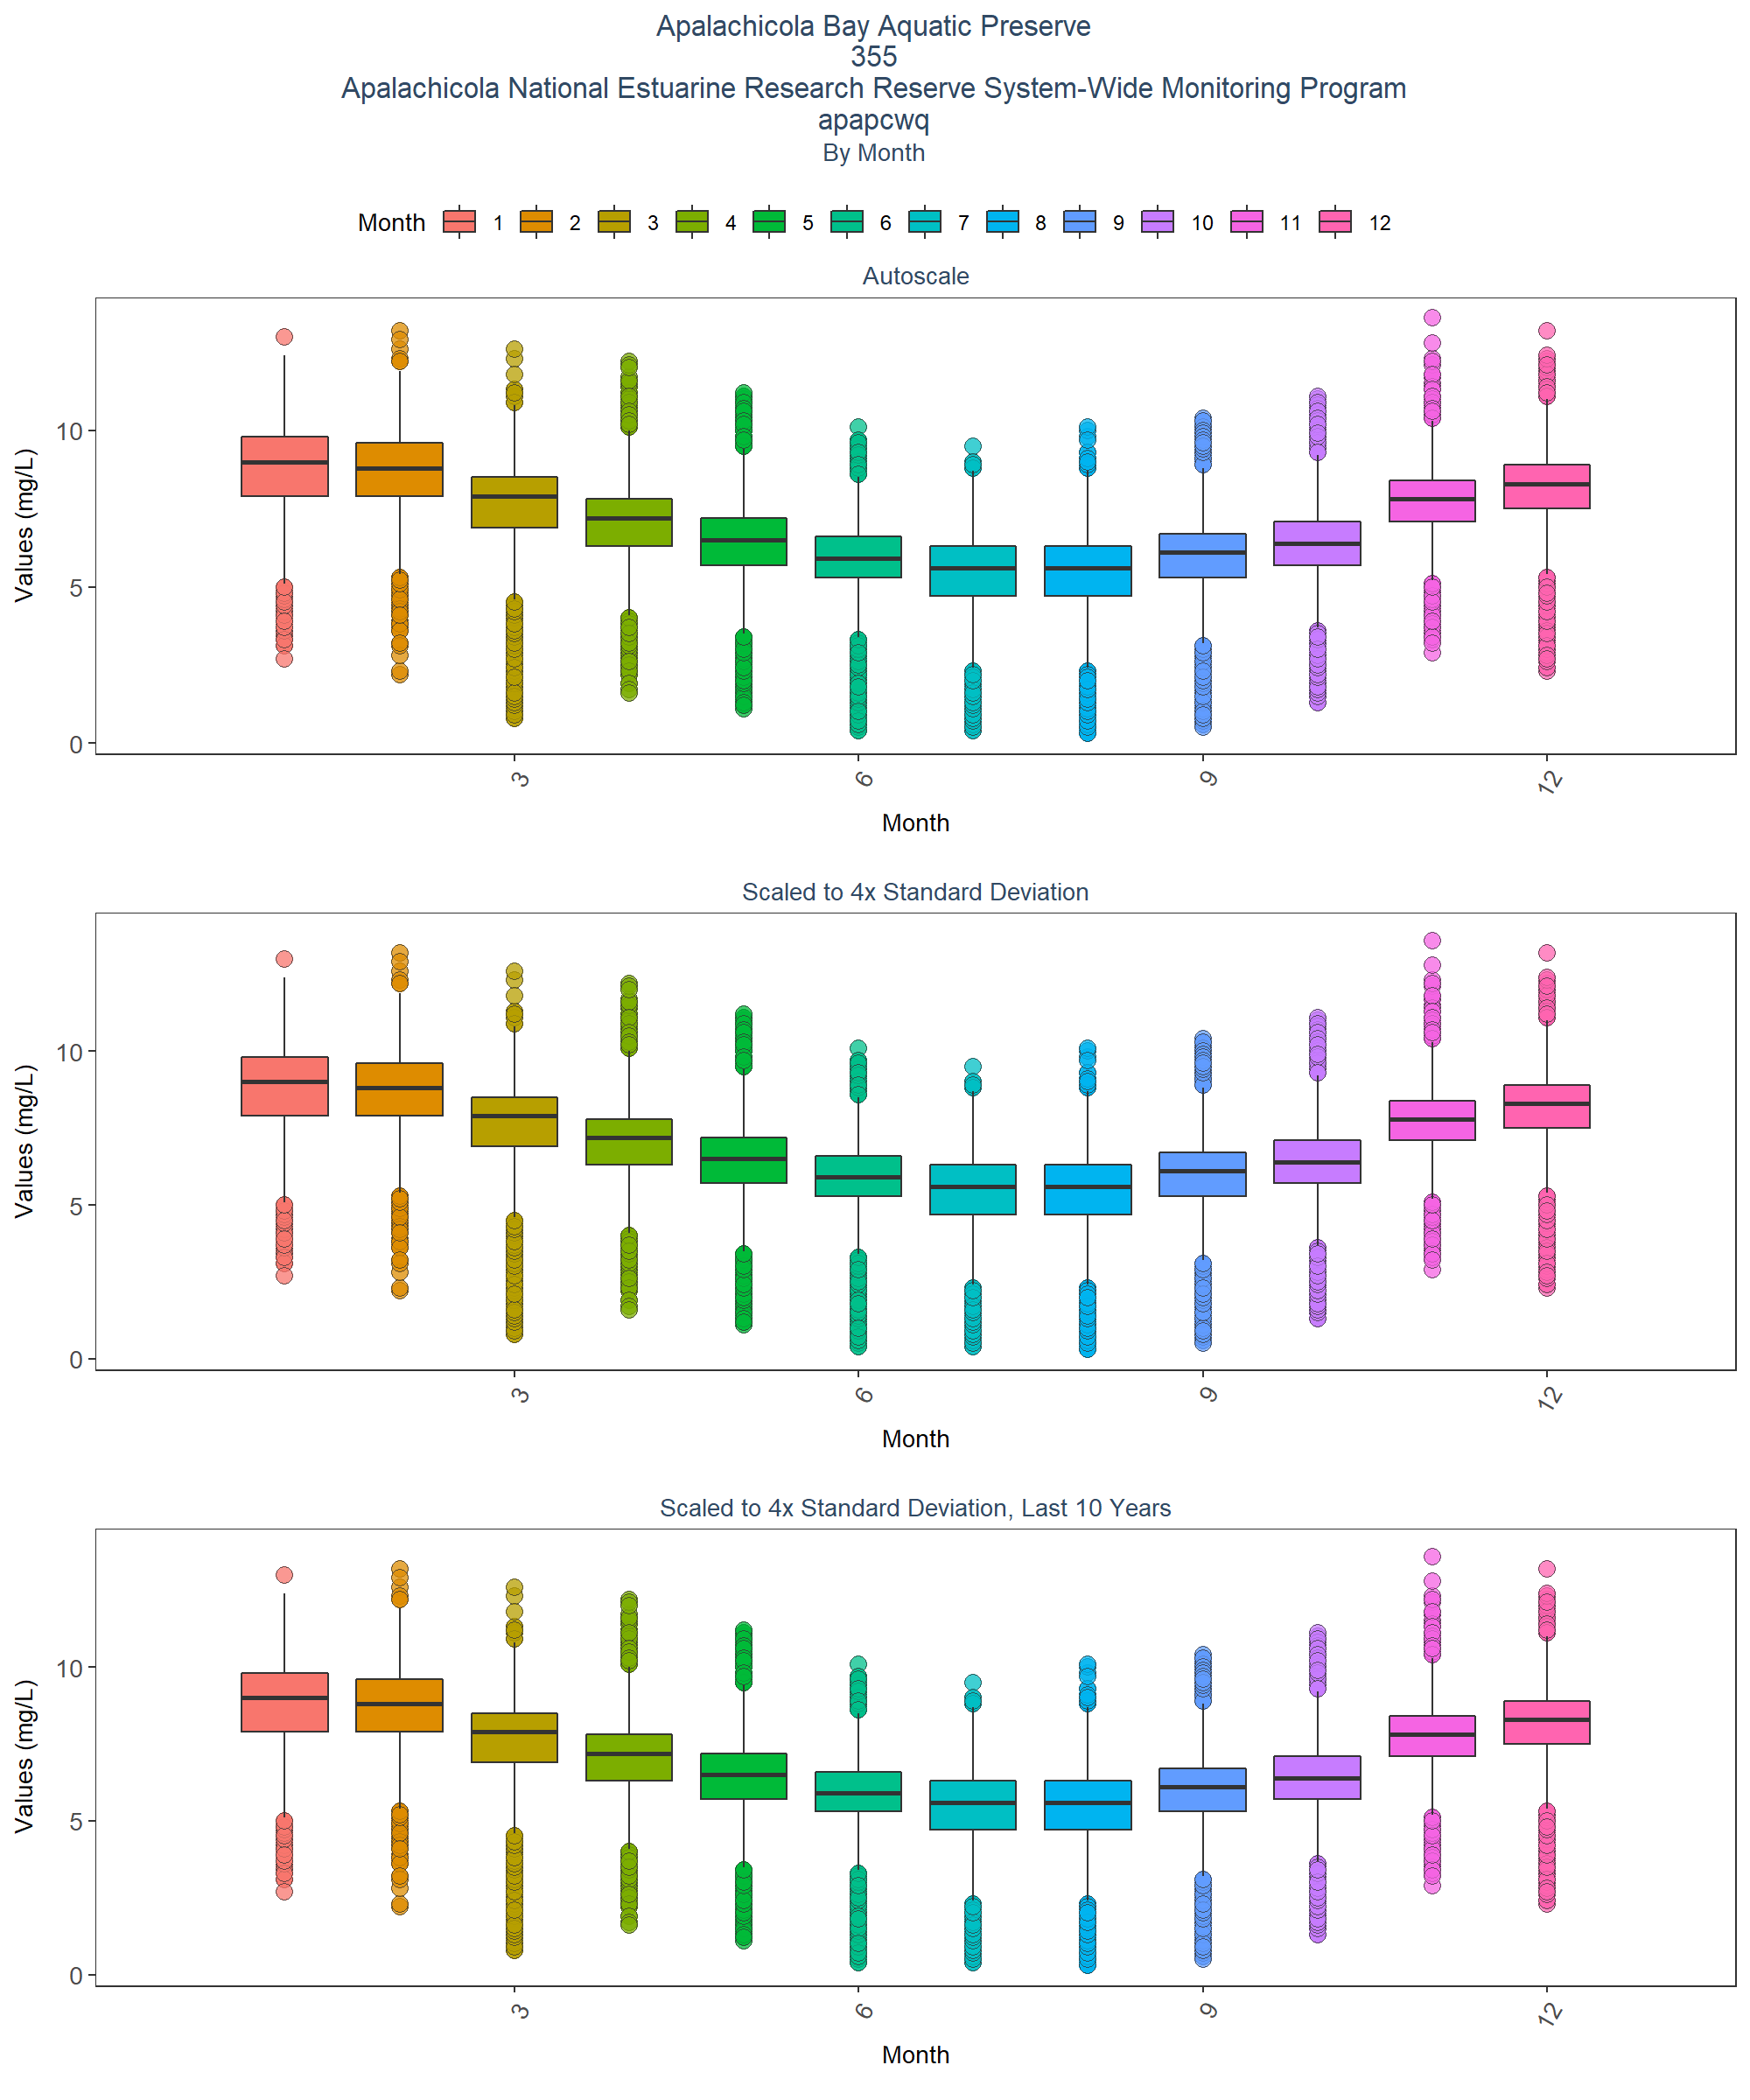 Apalachicola Bay Aquatic Preserve
355
Apalachicola National Estuarine Research Reserve System-Wide Monitoring Program
apapcwq
By Month
Month 1 2 3 4 5 6 7 8 9 10 11 12
Autoscale
Values (mg/L)
10
5
0
3 6 9 12
Month
Scaled to 4x Standard Deviation
Values (mg/L)
10
5
0
3 6 9 12
Month
Scaled to 4x Standard Deviation, Last 10 Years
Values (mg/L)
10
5
0
3 6 9 12
Month